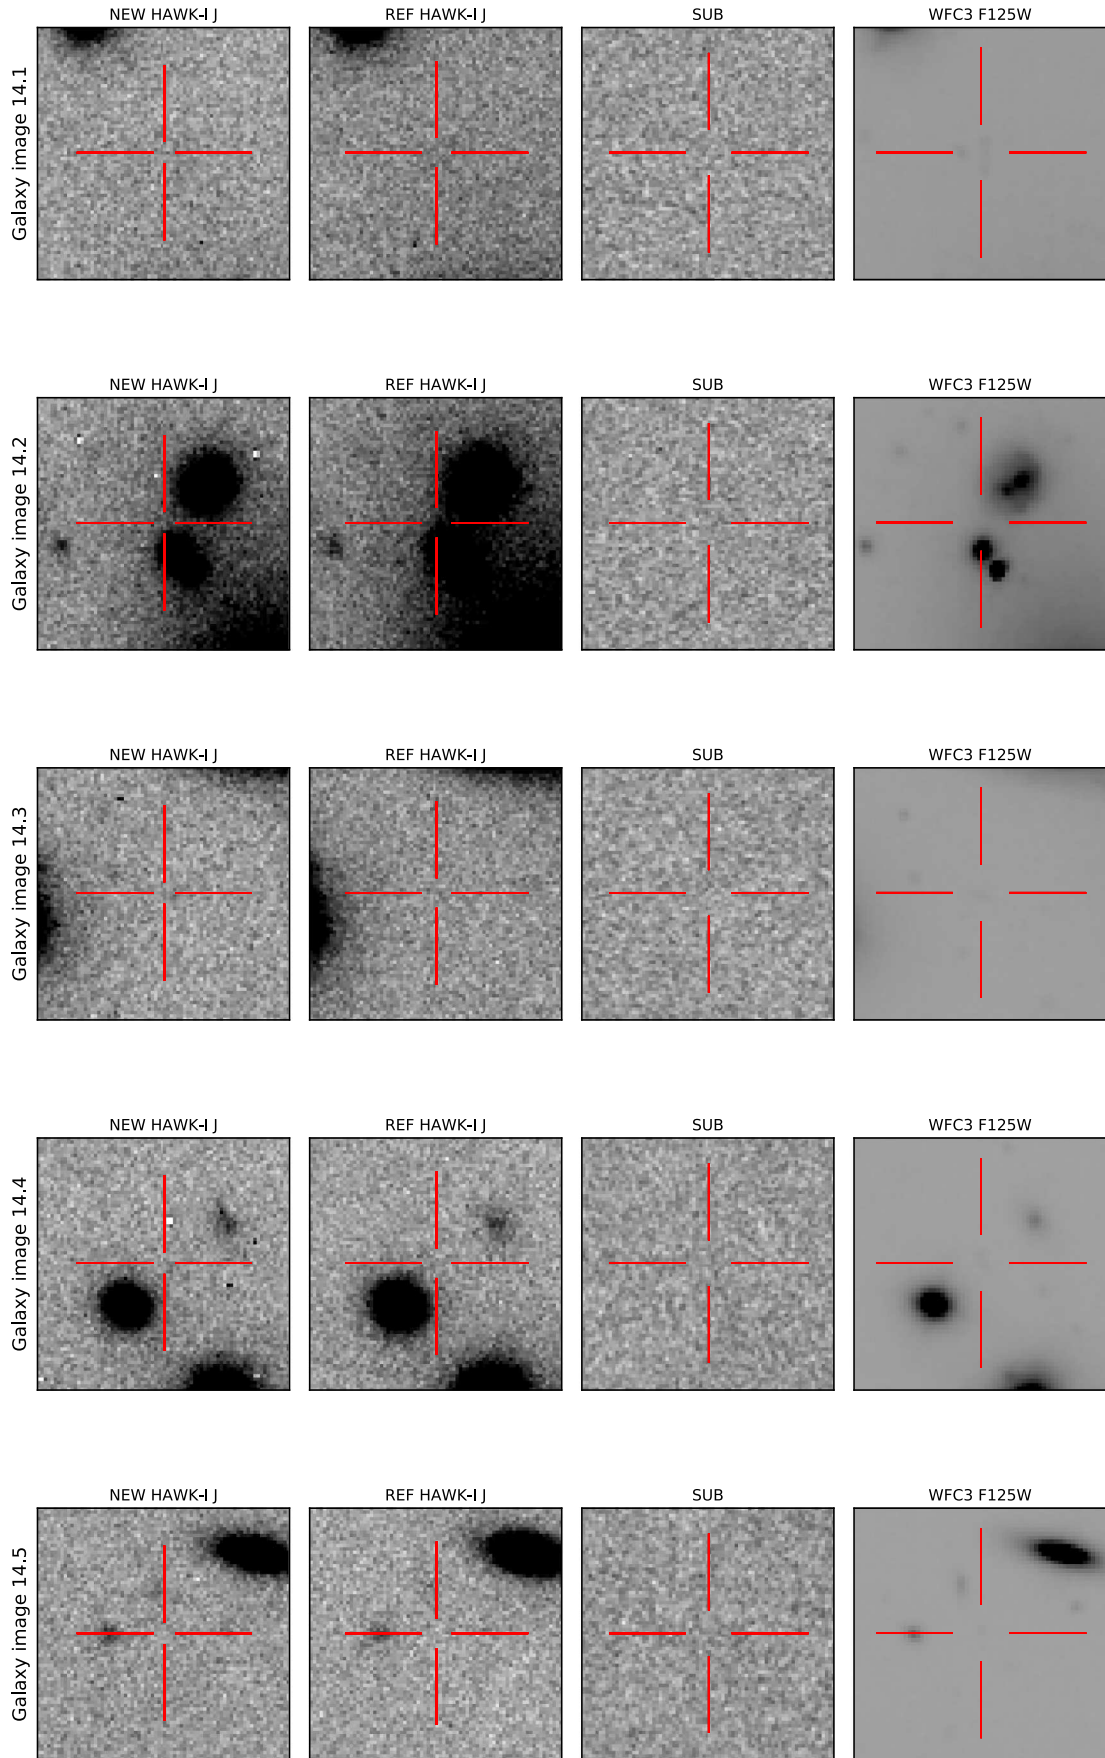 NEW HAWK-I J REF HAWK-I J SUB WFC3 F125W
Galaxy image 14.1
NEW HAWK-I J REF HAWK-I J SUB WFC3 F125W
Galaxy image 14.2
NEW HAWK-I J REF HAWK-I J SUB WFC3 F125W
Galaxy image 14.3
NEW HAWK-I J REF HAWK-I J SUB WFC3 F125W
Galaxy image 14.4
NEW HAWK-I J REF HAWK-I J SUB WFC3 F125W
Galaxy image 14.5